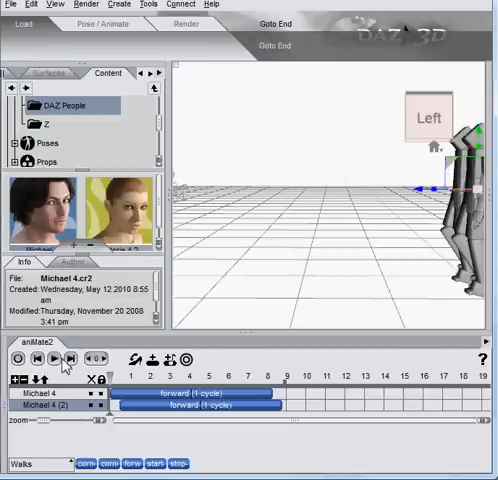 File Edit View Render Create Tools Connect Help
Load Pose / Animate Render Goto End
Goto End
DAZ 3D
Surfaces Content
DAZ People
Z
Poses
Props
Left
Info Author
File: Michael 4.cr2
Created: Wednesday, May 12 2010 8:55
am
Modified: Thursday, November 20 2008
3:41 pm
aniMate2
0 ?
1 2 3 4 5 6 7 8 9 10 11 12 13 14 15 16 17 18 19
Michael 4 forward (1 cycle)
Michael 4 (2) forward (1 cycle)
zoom
Walks corn corn forw start- stop-